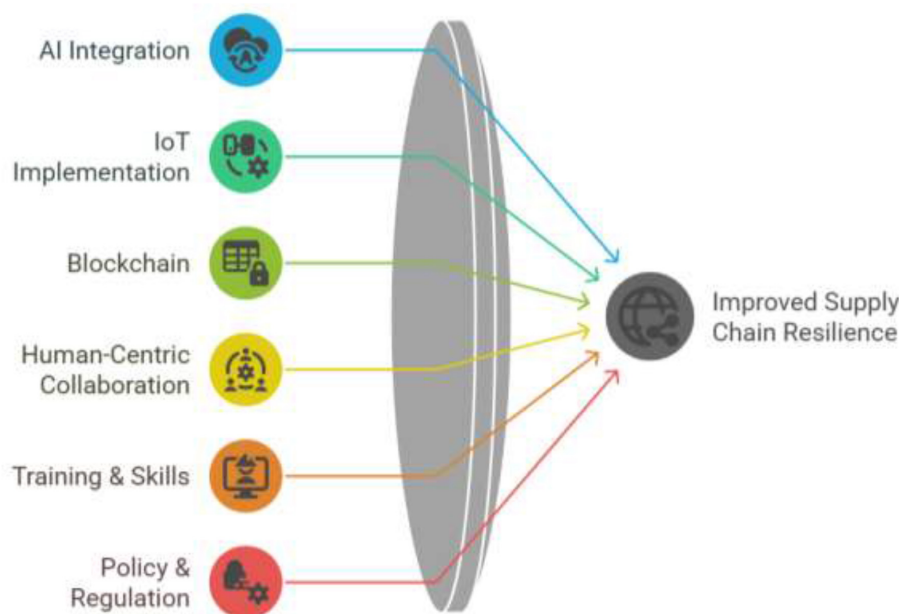 AI Integration
IoT
Implementation
Blockchain
Human-Centric
Collaboration
Training & Skills
Policy &
Regulation
Improved Supply
Chain Resilience